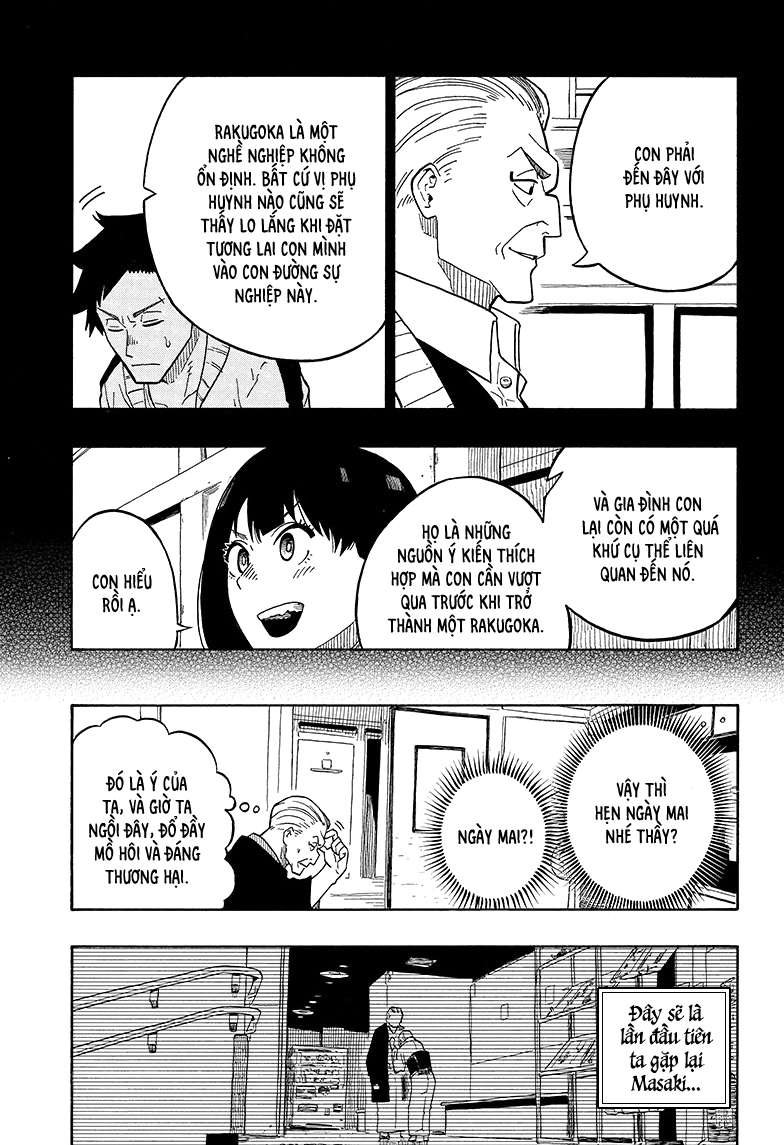 CON PHẢI
ĐẾN ĐÂY VỚI
PHỤ HUYNH.
RAKUGOKA LÀ MỘT
NGHỀ NGHIỆP KHÔNG
ỔN ĐỊNH. BẤT CỨ VỊ PHỤ
HUYNH NÀO CŨNG SẼ
THẤY LO LẮNG KHI ĐẶT
TƯƠNG LAI CON MÌNH
VÀO CON ĐƯỜNG SỰ
NGHIỆP NÀY.
VÀ GIA ĐÌNH CON
LẠI CÒN CÓ MỘT QUÁ
KHỨ CỤ THỂ LIÊN
QUAN ĐẾN NÓ.
HỌ LÀ NHỮNG
NGUỒN Ý KIẾN THÍCH
HỢP MÀ CON CẦN VƯỢT
QUA TRƯỚC KHI TRỞ
THÀNH MỘT RAKUGOKA.
CON HIỂU
RỒI Ạ.
VẬY THÌ
HẸN NGÀY MAI
NHÉ THẦY?
NGÀY MAI?!
ĐÓ LÀ Ý CỦA
TA, VÀ GIỜ TA
NGỒI ĐÂY, ĐỔ ĐẦY
MỒ HÔI VÀ ĐÁNG
THƯƠNG HẠI.
Đây sẽ là
lần đầu tiên
ta gặp lại
Masaki...